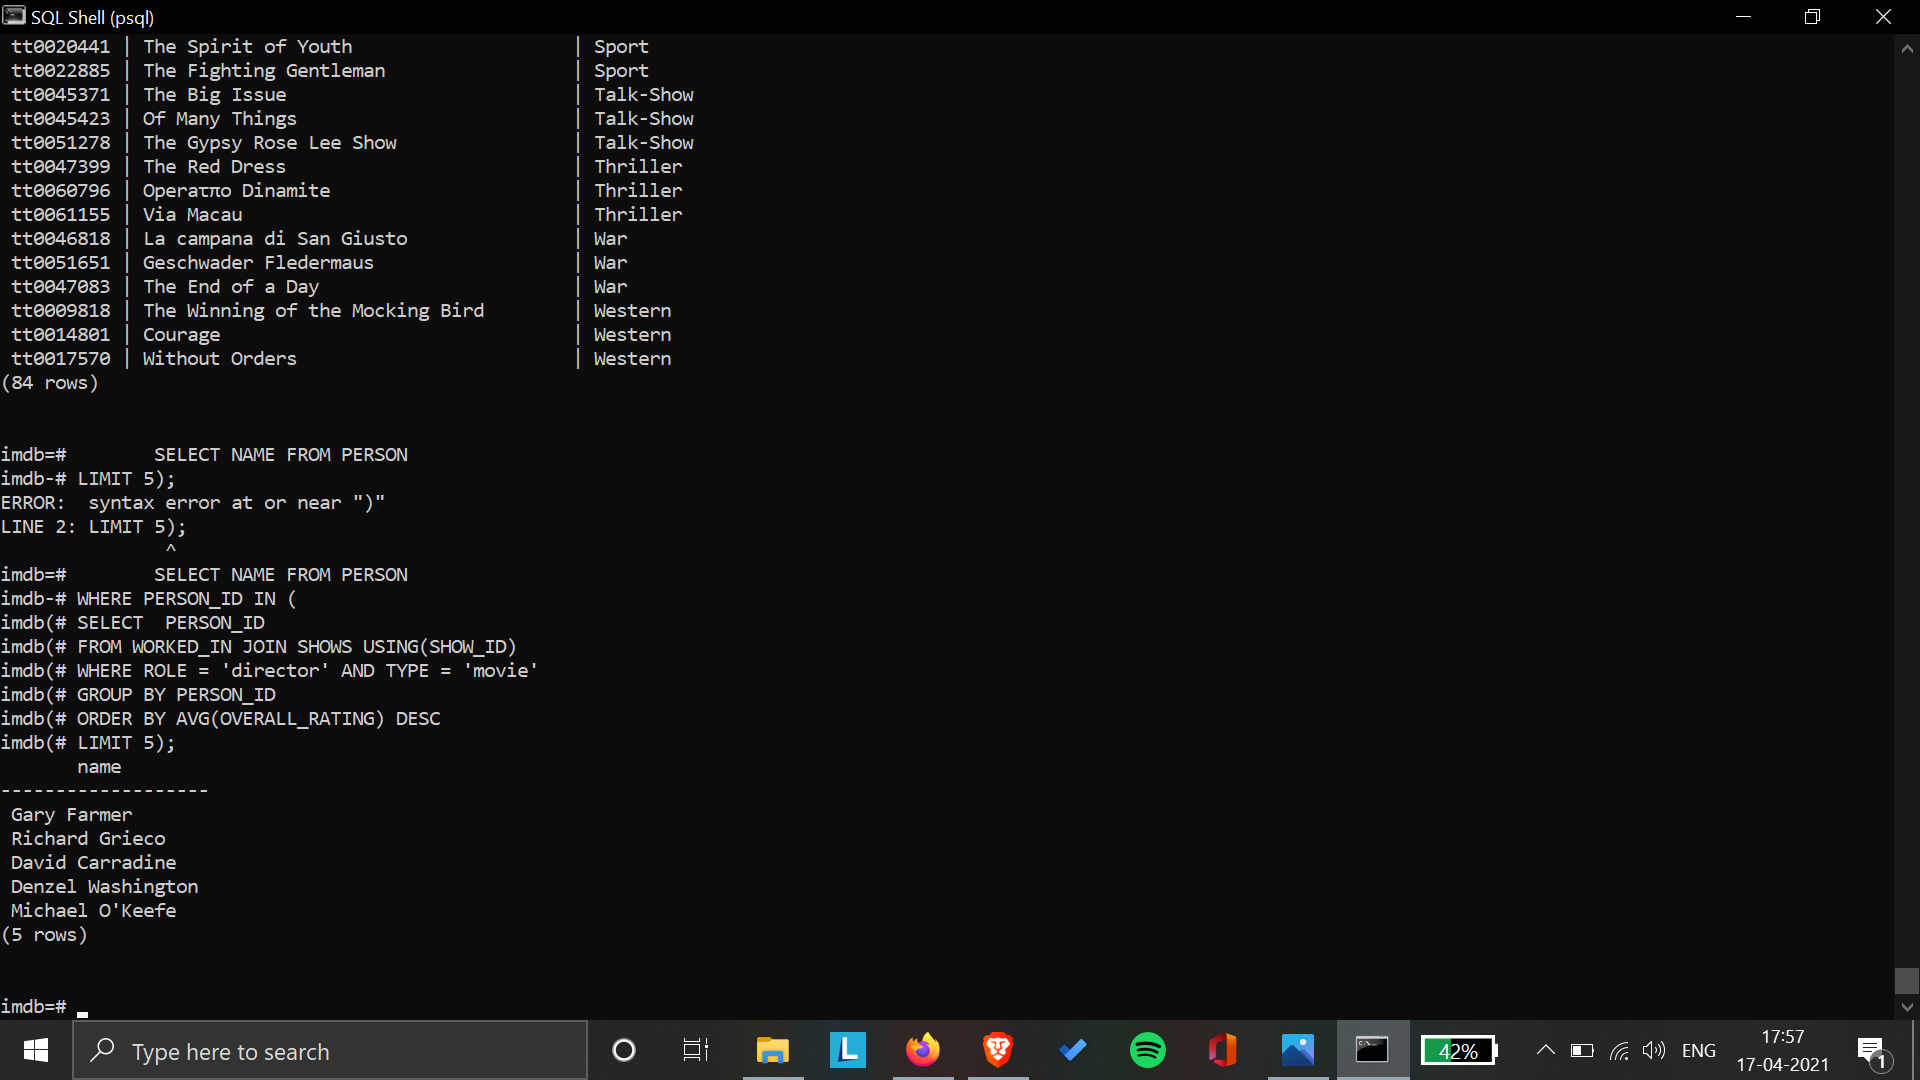 SQL Shell (psql)
tt0020441 | The Spirit of Youth | Sport
tt0022885 | The Fighting Gentleman | Sport
tt0045371 | The Big Issue | Talk-Show
tt0045423 | Of Many Things | Talk-Show
tt0051278 | The Gypsy Rose Lee Show | Talk-Show
tt0047399 | The Red Dress | Thriller
tt0060796 | Operaτπo Dinamite | Thriller
tt0061155 | Via Macau | Thriller
tt0046818 | La campana di San Giusto | War
tt0051651 | Geschwader Fledermaus | War
tt0047083 | The End of a Day | War
tt0009818 | The Winning of the Mocking Bird | Western
tt0014801 | Courage | Western
tt0017570 | Without Orders | Western
(84 rows)
imdb=# SELECT NAME FROM PERSON
imdb-# LIMIT 5);
ERROR: syntax error at or near ")"
LINE 2: LIMIT 5);
^
imdb=# SELECT NAME FROM PERSON
imdb-# WHERE PERSON_ID IN (
imdb(# SELECT PERSON_ID
imdb(# FROM WORKED_IN JOIN SHOWS USING(SHOW_ID)
imdb(# WHERE ROLE = 'director' AND TYPE = 'movie'
imdb(# GROUP BY PERSON_ID
imdb(# ORDER BY AVG(OVERALL_RATING) DESC
imdb(# LIMIT 5);
name
-------------------
Gary Farmer
Richard Grieco
David Carradine
Denzel Washington
Michael O'Keefe
(5 rows)
imdb=#
Type here to search
L
42%
ENG
17:57
17-04-2021
1